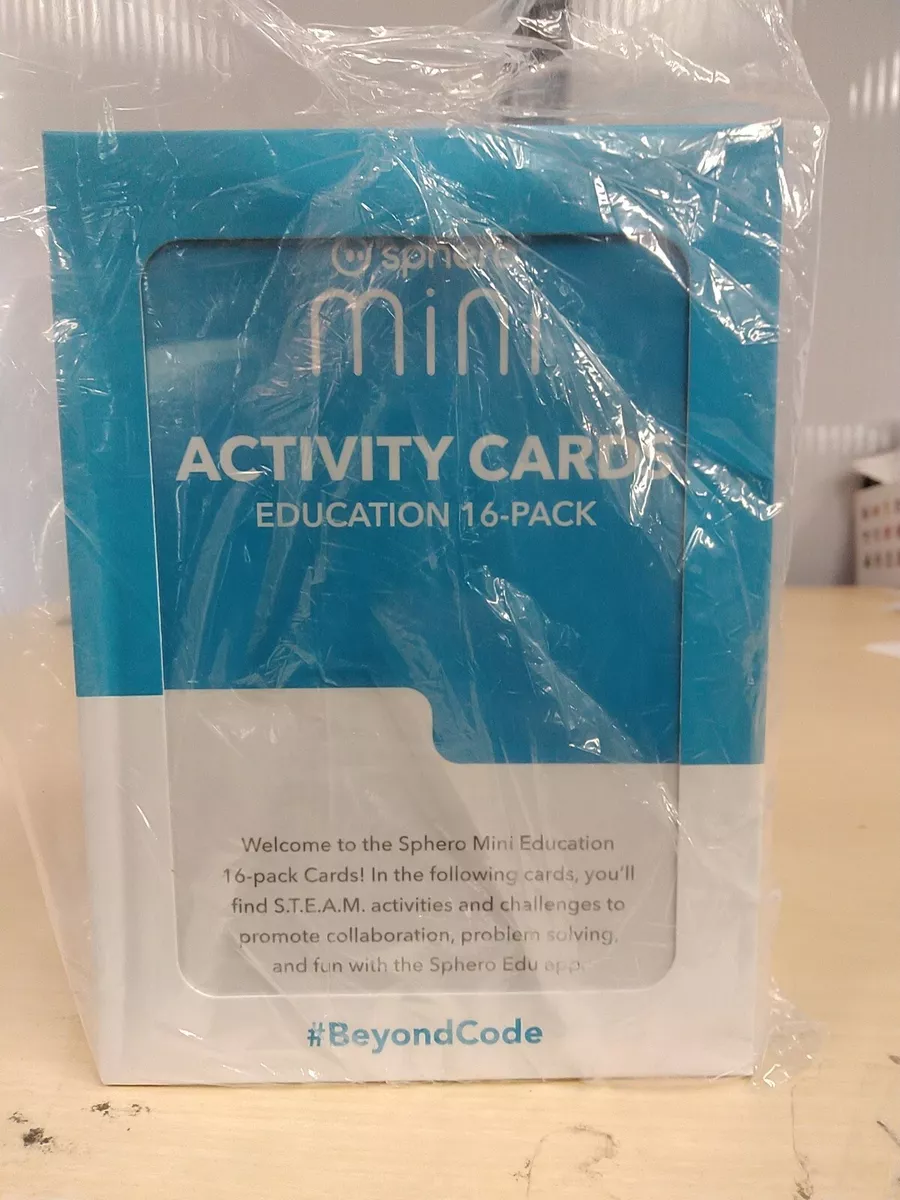 sphero
mini
ACTIVITY CARDS
EDUCATION 16-PACK
Welcome to the Sphero Mini Education
16-pack Cards! In the following cards, you'll
find S.T.E.A.M. activities and challenges to
promote collaboration, problem solving,
and fun with the Sphero Edu app.
#BeyondCode